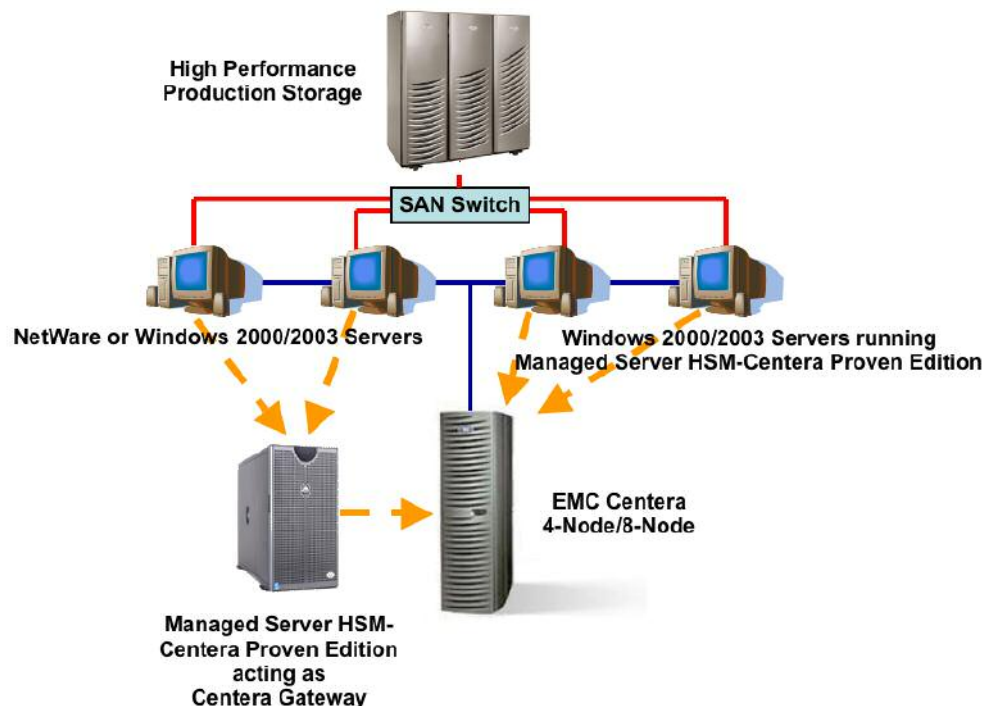 High Performance
Production Storage
SAN Switch
NetWare or Windows 2000/2003 Servers
Windows 2000/2003 Servers running
Managed Server HSM-Centera Proven Edition
EMC Centera
4-Node/8-Node
Managed Server HSM-
Centera Proven Edition
acting as
Centera Gateway